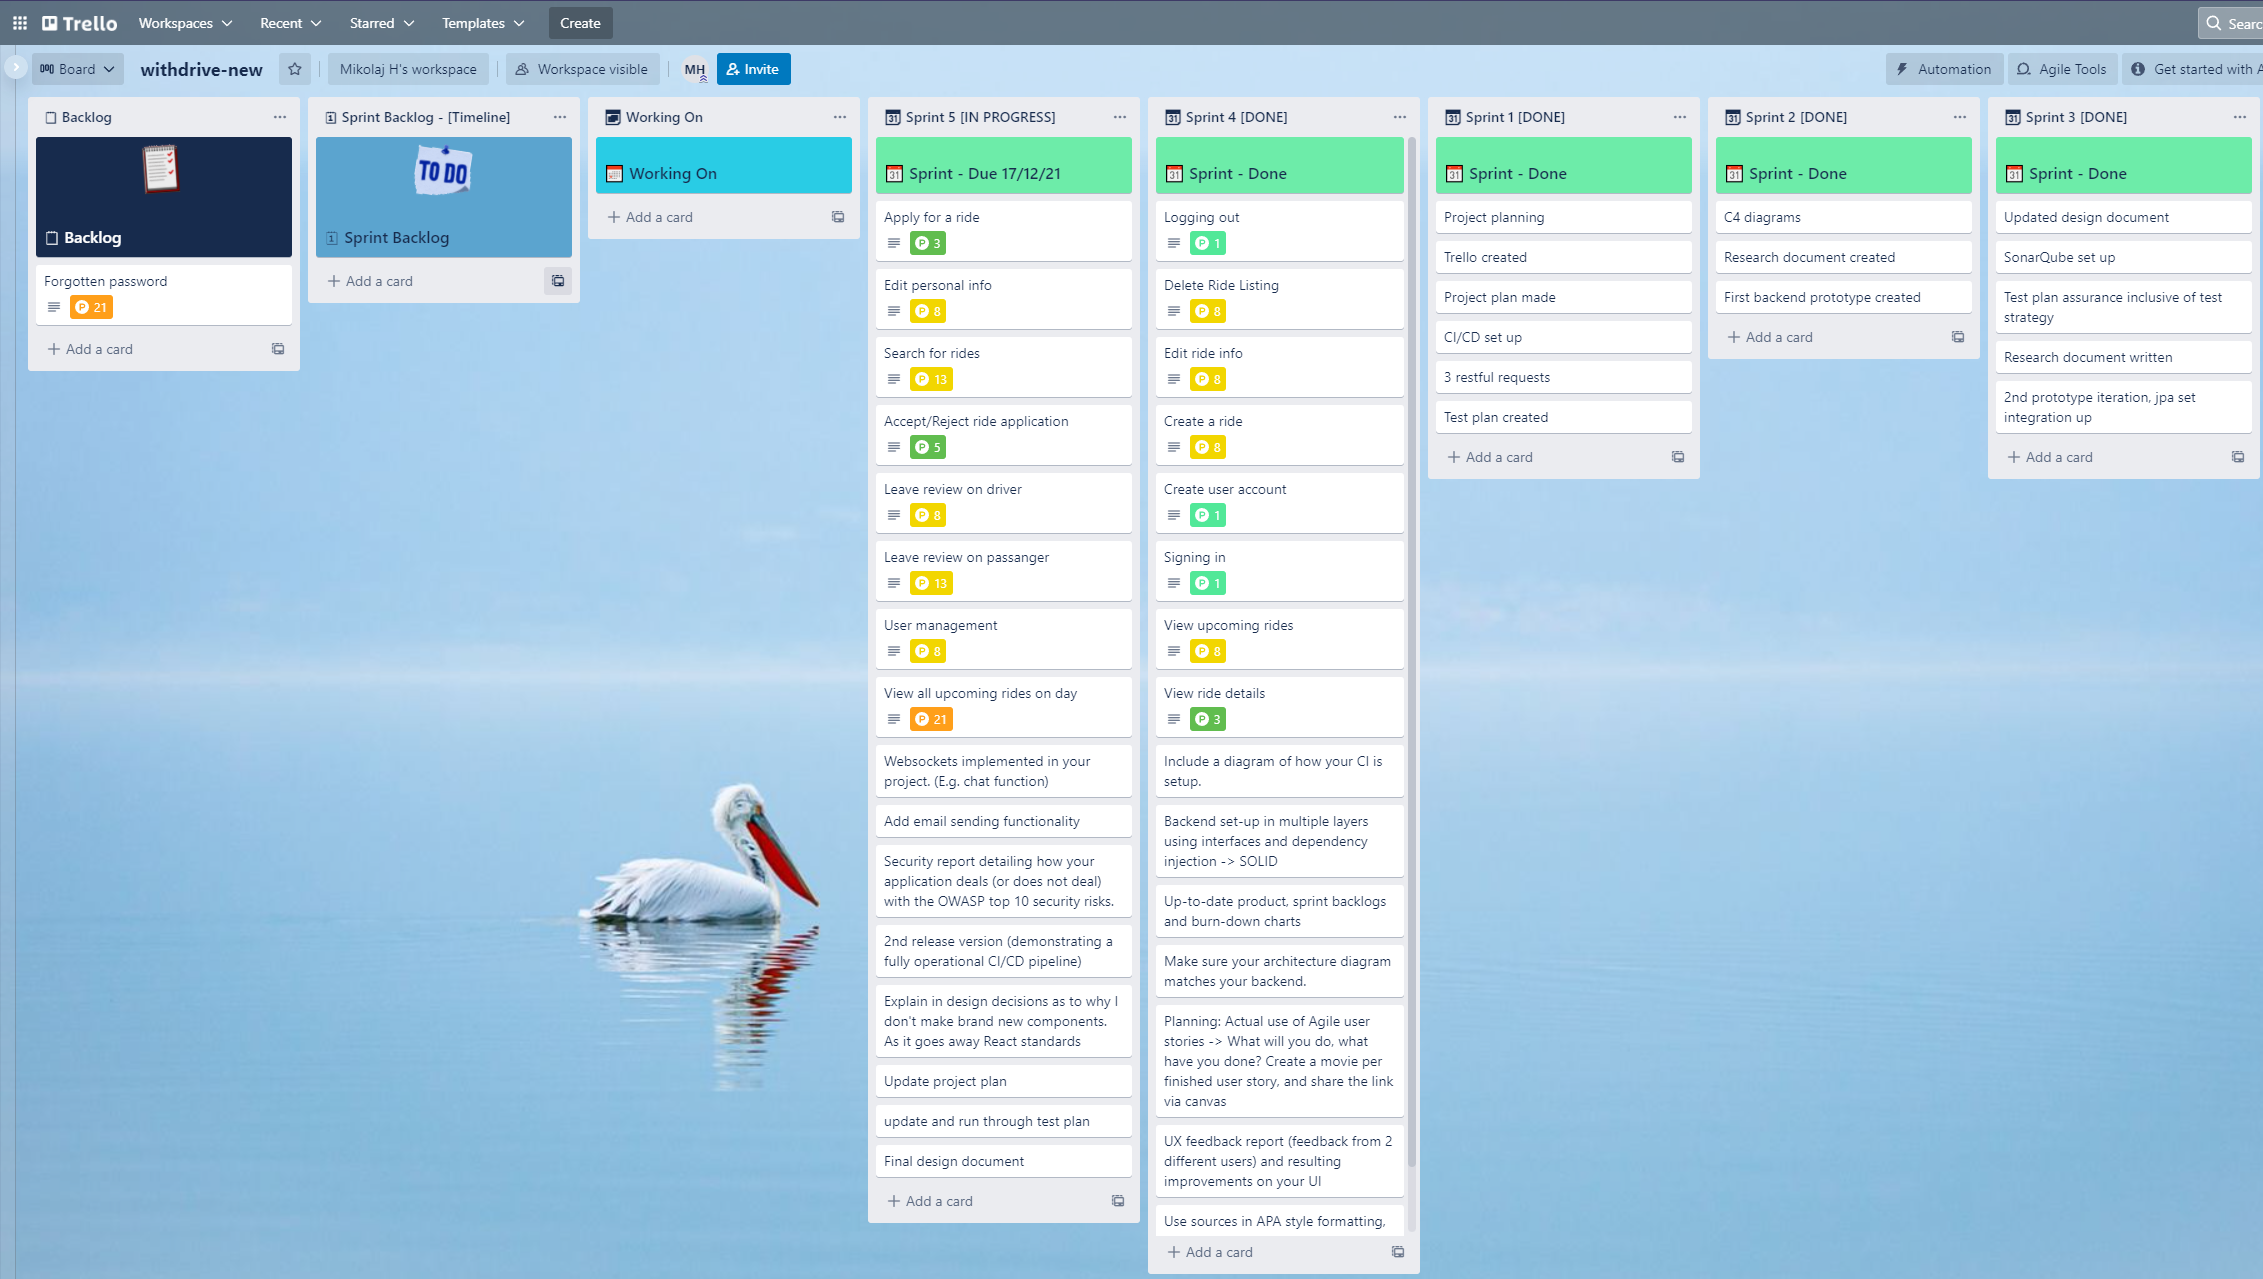 Trello
Workspaces
Recent
Starred
Templates
Create
Board
withdrive-new
Mikolaj H's workspace
Workspace visible
MH
Invite
Automation
Agile Tools
Get started with
Backlog
Backlog
Forgotten password
P 21
+ Add a card
Sprint Backlog - [Timeline]
TO DO
Sprint Backlog
+ Add a card
Working On
Working On
+ Add a card
31 Sprint 5 [IN PROGRESS]
31 Sprint - Due 17/12/21
Apply for a ride
P 3
Edit personal info
P 8
Search for rides
P 13
Accept/Reject ride application
P 5
Leave review on driver
P 8
Leave review on passanger
P 13
User management
P 8
View all upcoming rides on day
P 21
Websockets implemented in your
project. (E.g. chat function)
Add email sending functionality
Security report detailing how your
application deals (or does not deal)
with the OWASP top 10 security risks.
2nd release version (demonstrating a
fully operational CI/CD pipeline)
Explain in design decisions as to why I
don't make brand new components.
As it goes away React standards
Update project plan
update and run through test plan
Final design document
+ Add a card
31 Sprint 4 [DONE]
31 Sprint - Done
Logging out
P 1
Delete Ride Listing
P 8
Edit ride info
P 8
Create a ride
P 8
Create user account
P 1
Signing in
P 1
View upcoming rides
P 8
View ride details
P 3
Include a diagram of how your CI is
setup.
Backend set-up in multiple layers
using interfaces and dependency
injection -> SOLID
Up-to-date product, sprint backlogs
and burn-down charts
Make sure your architecture diagram
matches your backend.
Planning: Actual use of Agile user
stories -> What will you do, what
have you done? Create a movie per
finished user story, and share the link
via canvas
UX feedback report (feedback from 2
different users) and resulting
improvements on your UI
Use sources in APA style formatting,
+ Add a card
31 Sprint 1 [DONE]
31 Sprint - Done
Project planning
Trello created
Project plan made
CI/CD set up
3 restful requests
Test plan created
+ Add a card
31 Sprint 2 [DONE]
31 Sprint - Done
C4 diagrams
Research document created
First backend prototype created
+ Add a card
31 Sprint 3 [DONE]
31 Sprint - Done
Updated design document
SonarQube set up
Test plan assurance inclusive of test
strategy
Research document written
2nd prototype iteration, jpa set
integration up
+ Add a card